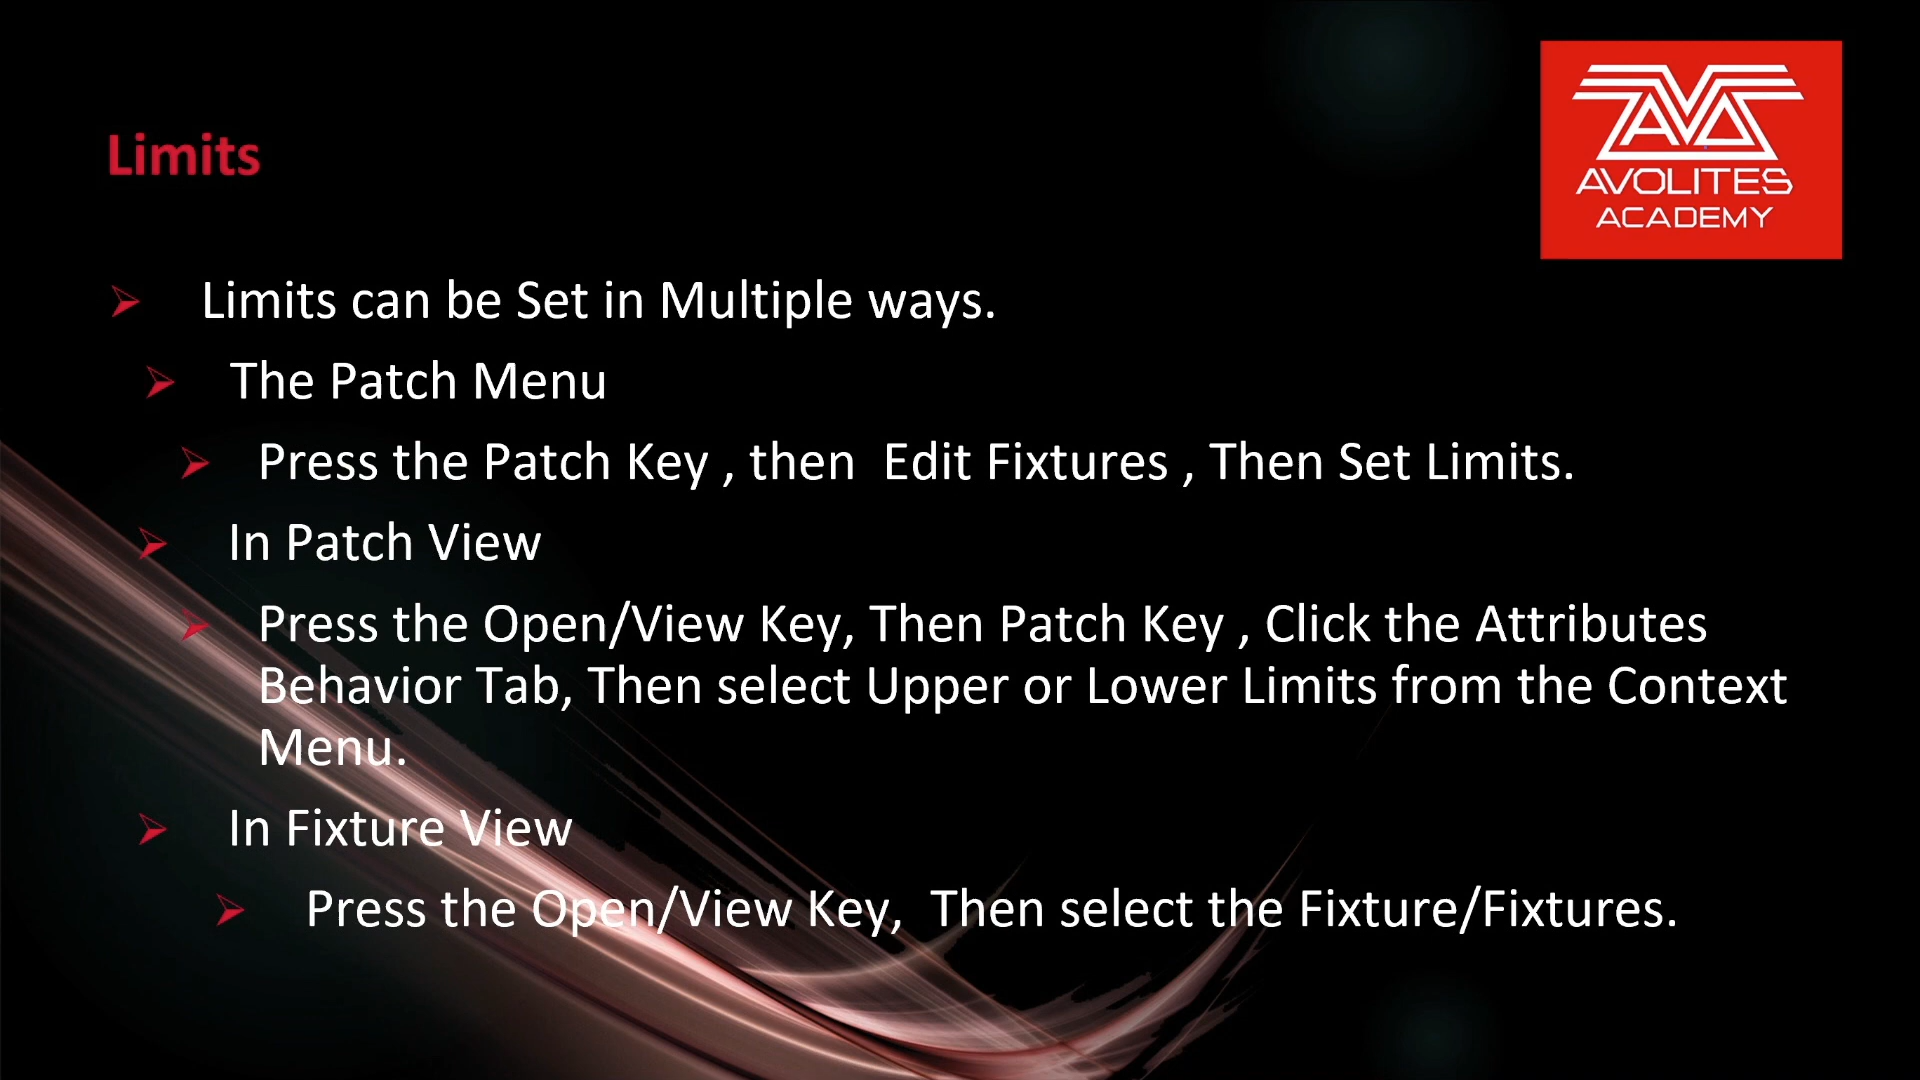 AVOLITES
ACADEMY
Limits
Limits can be Set in Multiple ways.
The Patch Menu
Press the Patch Key , then  Edit Fixtures , Then Set Limits.
In Patch View
Press the Open/View Key, Then Patch Key , Click the Attributes
Behavior Tab, Then select Upper or Lower Limits from the Context
Menu.
In Fixture View
Press the Open/View Key,  Then select the Fixture/Fixtures.